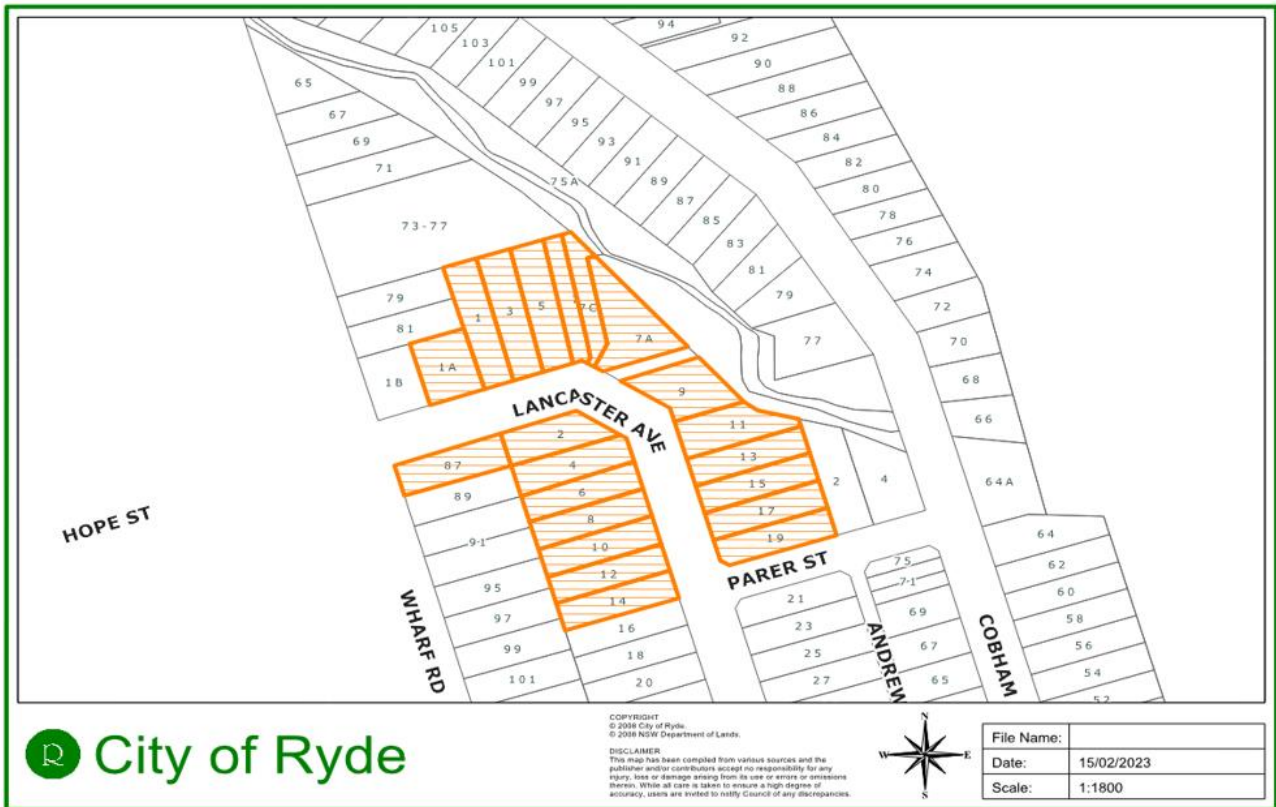 105
103
101
99
97
95
93
91
89
87
85
83
81
79
77
94
92
90
88
86
84
82
80
78
76
74
72
70
68
66
64A
65
67
69
71
75A
73-77
79
81
1B
1A
1
3
5
7C
7A
9
11
13
15
17
19
2
4
LANCASTER AVE
87
89
91
95
97
99
101
2
4
6
8
10
12
14
16
18
20
HOPE ST
WHARF RD
PARER ST
21
23
25
27
ANDREW
75
71
69
67
65
COBHAM
64
62
60
58
56
54
52
R
City of Ryde
COPYRIGHT
© 2008 City of Ryde.
© 2008 NSW Department of Lands.
DISCLAIMER
This map has been compiled from various sources and the
publisher and/or contributors accept no responsibility for any
injury, loss or damage arising from its use or errors or omissions
therein. While all care is taken to ensure a high degree of
accuracy, users are invited to notify Council of any discrepancies.
N
W E
S
File Name:
Date: 15/02/2023
Scale: 1:1800